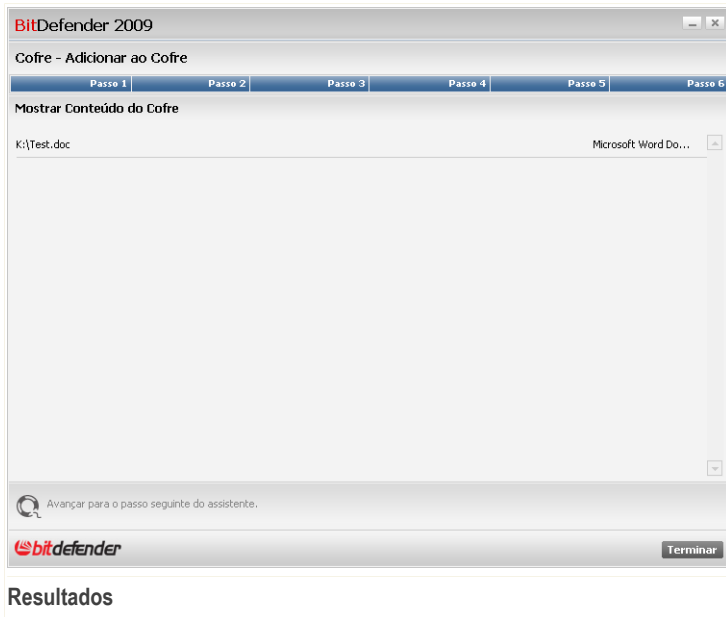 BitDefender 2009
Cofre - Adicionar ao Cofre
Passo 1 Passo 2 Passo 3 Passo 4 Passo 5 Passo 6
Mostrar Conteúdo do Cofre
K:\Test.doc Microsoft Word Do...
Avançar para o passo seguinte do assistente.
bitdefender Terminar
Resultados